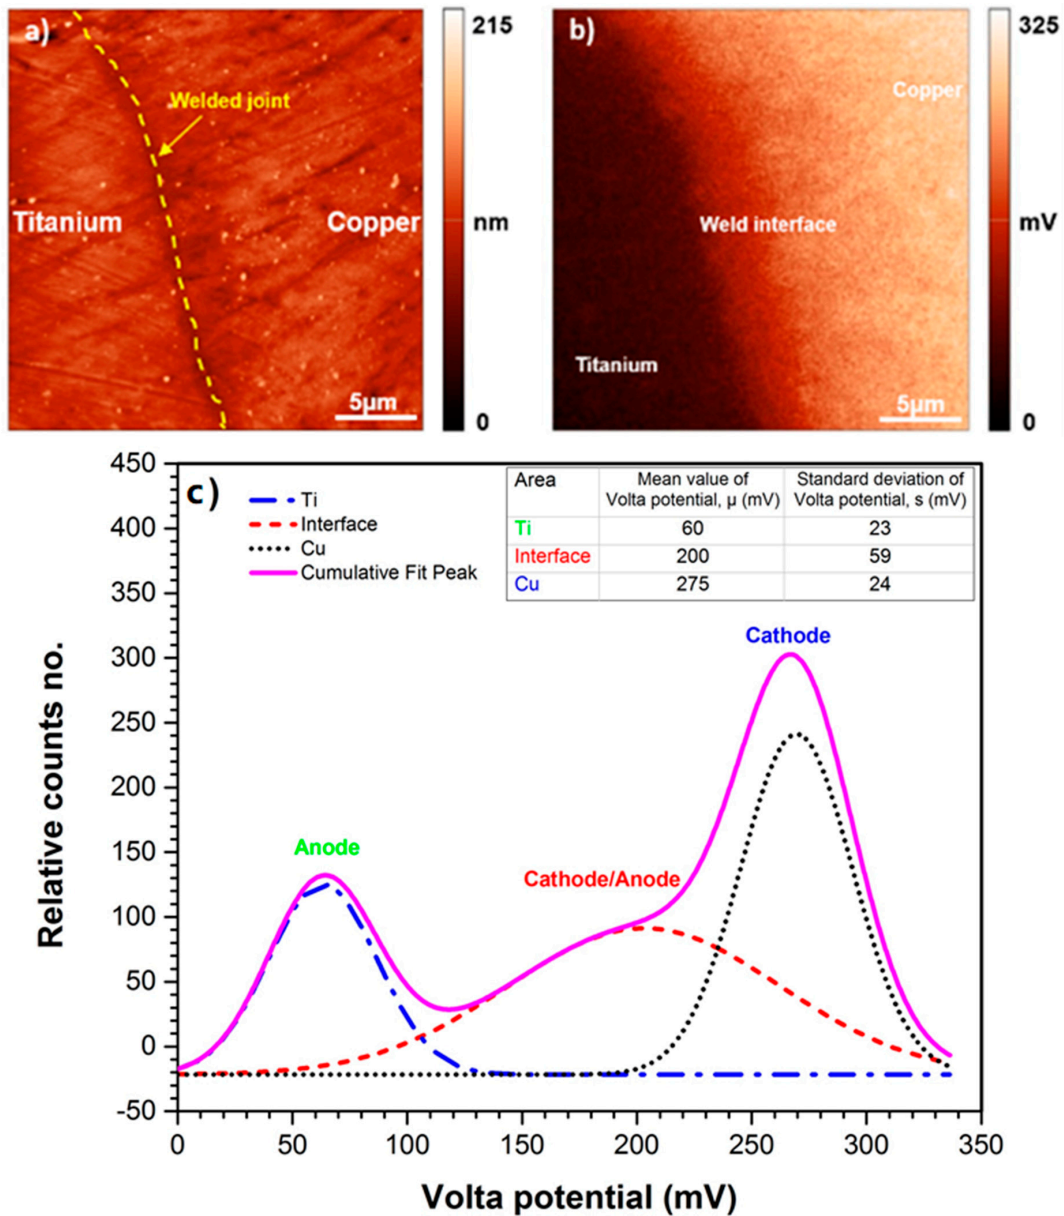 a)
Welded joint
Titanium
Copper
5µm
215
nm
0
b)
Copper
Weld interface
Titanium
5µm
325
mV
0
c)
Ti
Interface
Cu
Cumulative Fit Peak
Area Mean value of Volta potential, µ (mV) Standard deviation of Volta potential, s (mV)
Ti 60 23
Interface 200 59
Cu 275 24
Cathode
Anode
Cathode/Anode
450
400
350
300
250
200
150
100
50
0
-50
0 50 100 150 200 250 300 350
Relative counts no.
Volta potential (mV)